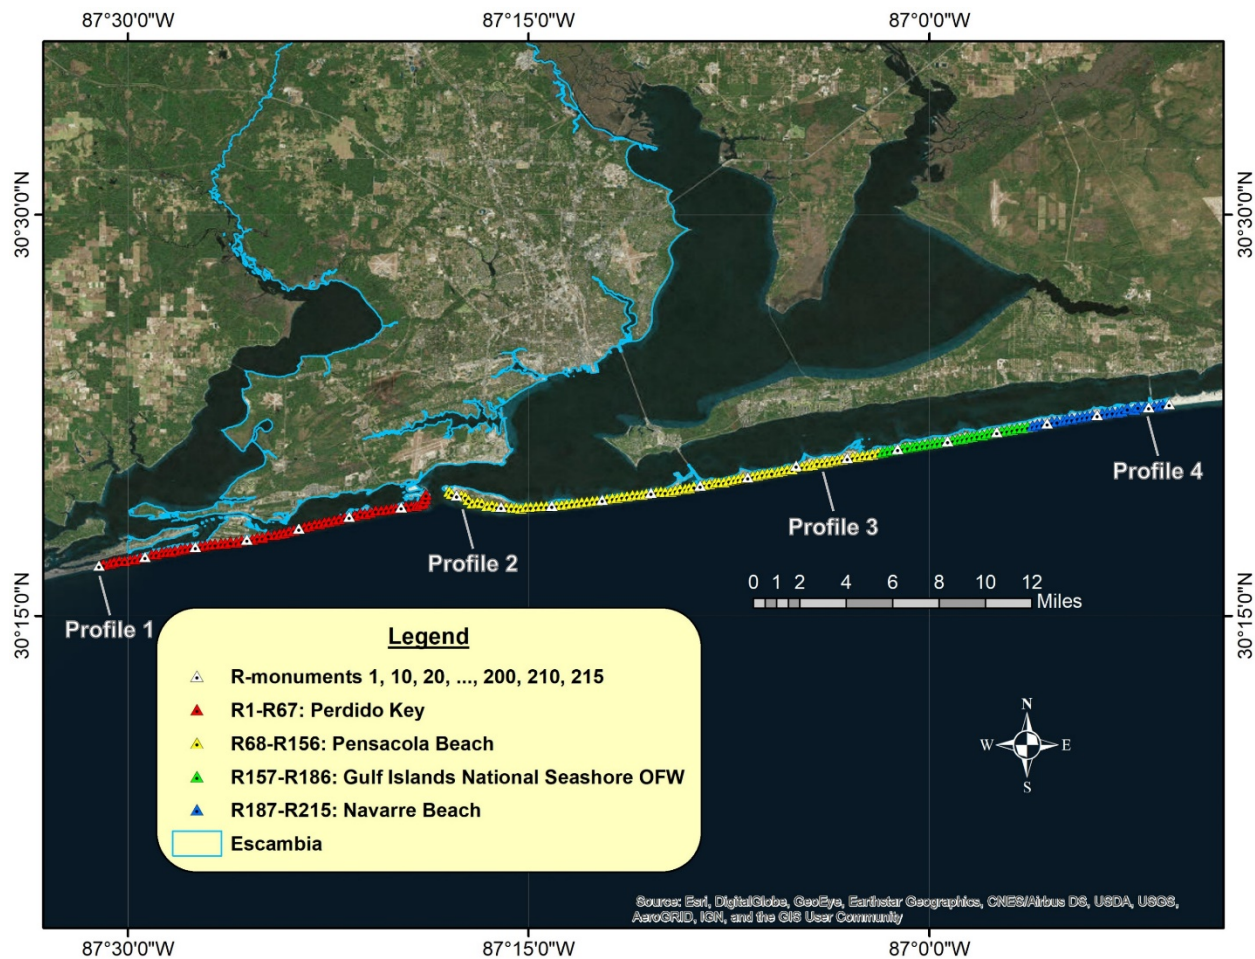 87°30'0"W 87°15'0"W 87°0'0"W
30°30'0"N 30°30'0"N
Profile 4
Profile 3
Profile 2
0 1 2 4 6 8 10 12
Miles
30°15'0"N 30°15'0"N
Profile 1
Legend
R-monuments 1, 10, 20, ..., 200, 210, 215
R1-R67: Perdido Key
R68-R156: Pensacola Beach
R157-R186: Gulf Islands National Seashore OFW
R187-R215: Navarre Beach
Escambia
N
W E
S
Source: Esri, DigitalGlobe, GeoEye, Earthstar Geographics, CNES/Airbus DS, USDA, USGS,
AeroGRID, IGN, and the GIS User Community
87°30'0"W 87°15'0"W 87°0'0"W